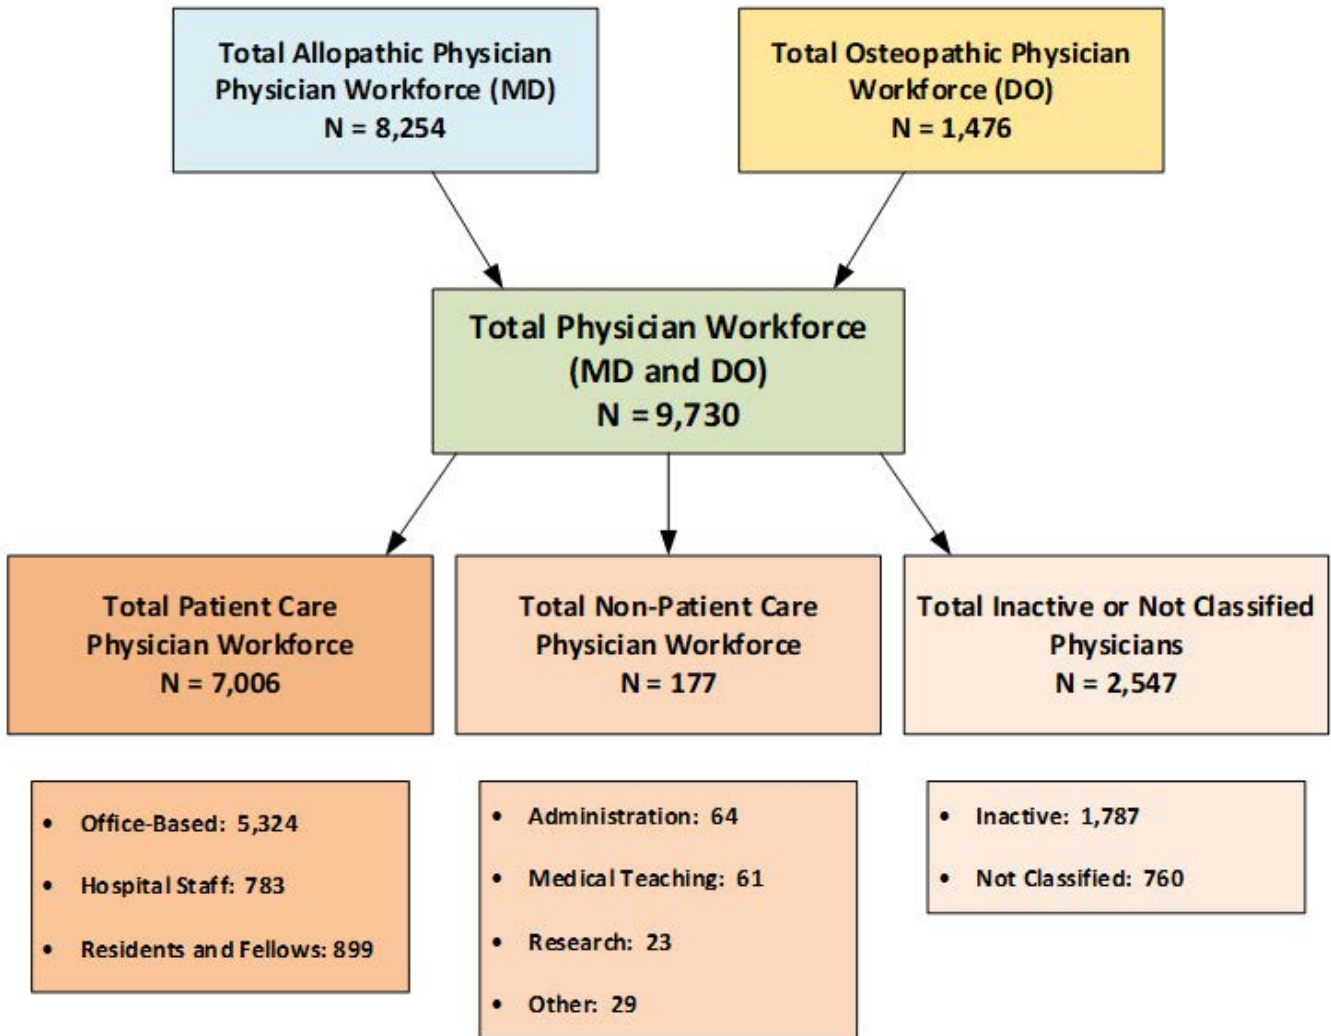 Total Allopathic Physician
Physician Workforce (MD)
N = 8,254
Total Osteopathic Physician
Workforce (DO)
N = 1,476
Total Physician Workforce
(MD and DO)
N = 9,730
Total Patient Care
Physician Workforce
N = 7,006
Total Non-Patient Care
Physician Workforce
N = 177
Total Inactive or Not Classified
Physicians
N = 2,547
• Office-Based: 5,324
• Hospital Staff: 783
• Residents and Fellows: 899
• Administration: 64
• Medical Teaching: 61
• Research: 23
• Other: 29
• Inactive: 1,787
• Not Classified: 760